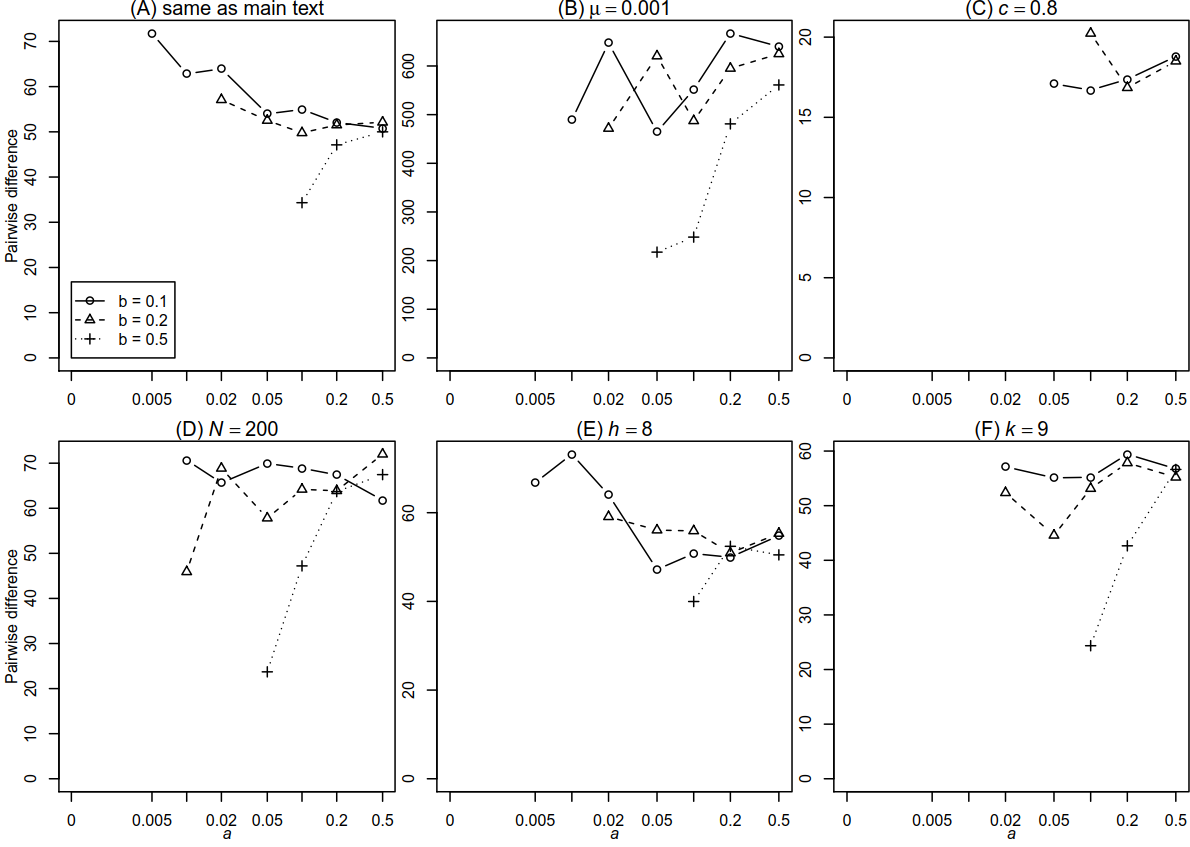 (A) same as main text
Pairwise difference
70
60
50
40
30
20
10
0
b = 0.1
b = 0.2
b = 0.5
0 0.005 0.02 0.05 0.2 0.5
(B) μ = 0.001
600
500
400
300
200
100
0
0 0.005 0.02 0.05 0.2 0.5
(C) c = 0.8
20
15
10
5
0
0 0.005 0.02 0.05 0.2 0.5
(D) N = 200
Pairwise difference
70
60
50
40
30
20
10
0
0 0.005 0.02 0.05 0.2 0.5
a
(E) h = 8
60
40
20
0
0 0.005 0.02 0.05 0.2 0.5
a
(F) k = 9
60
50
40
30
20
10
0
0 0.005 0.02 0.05 0.2 0.5
a